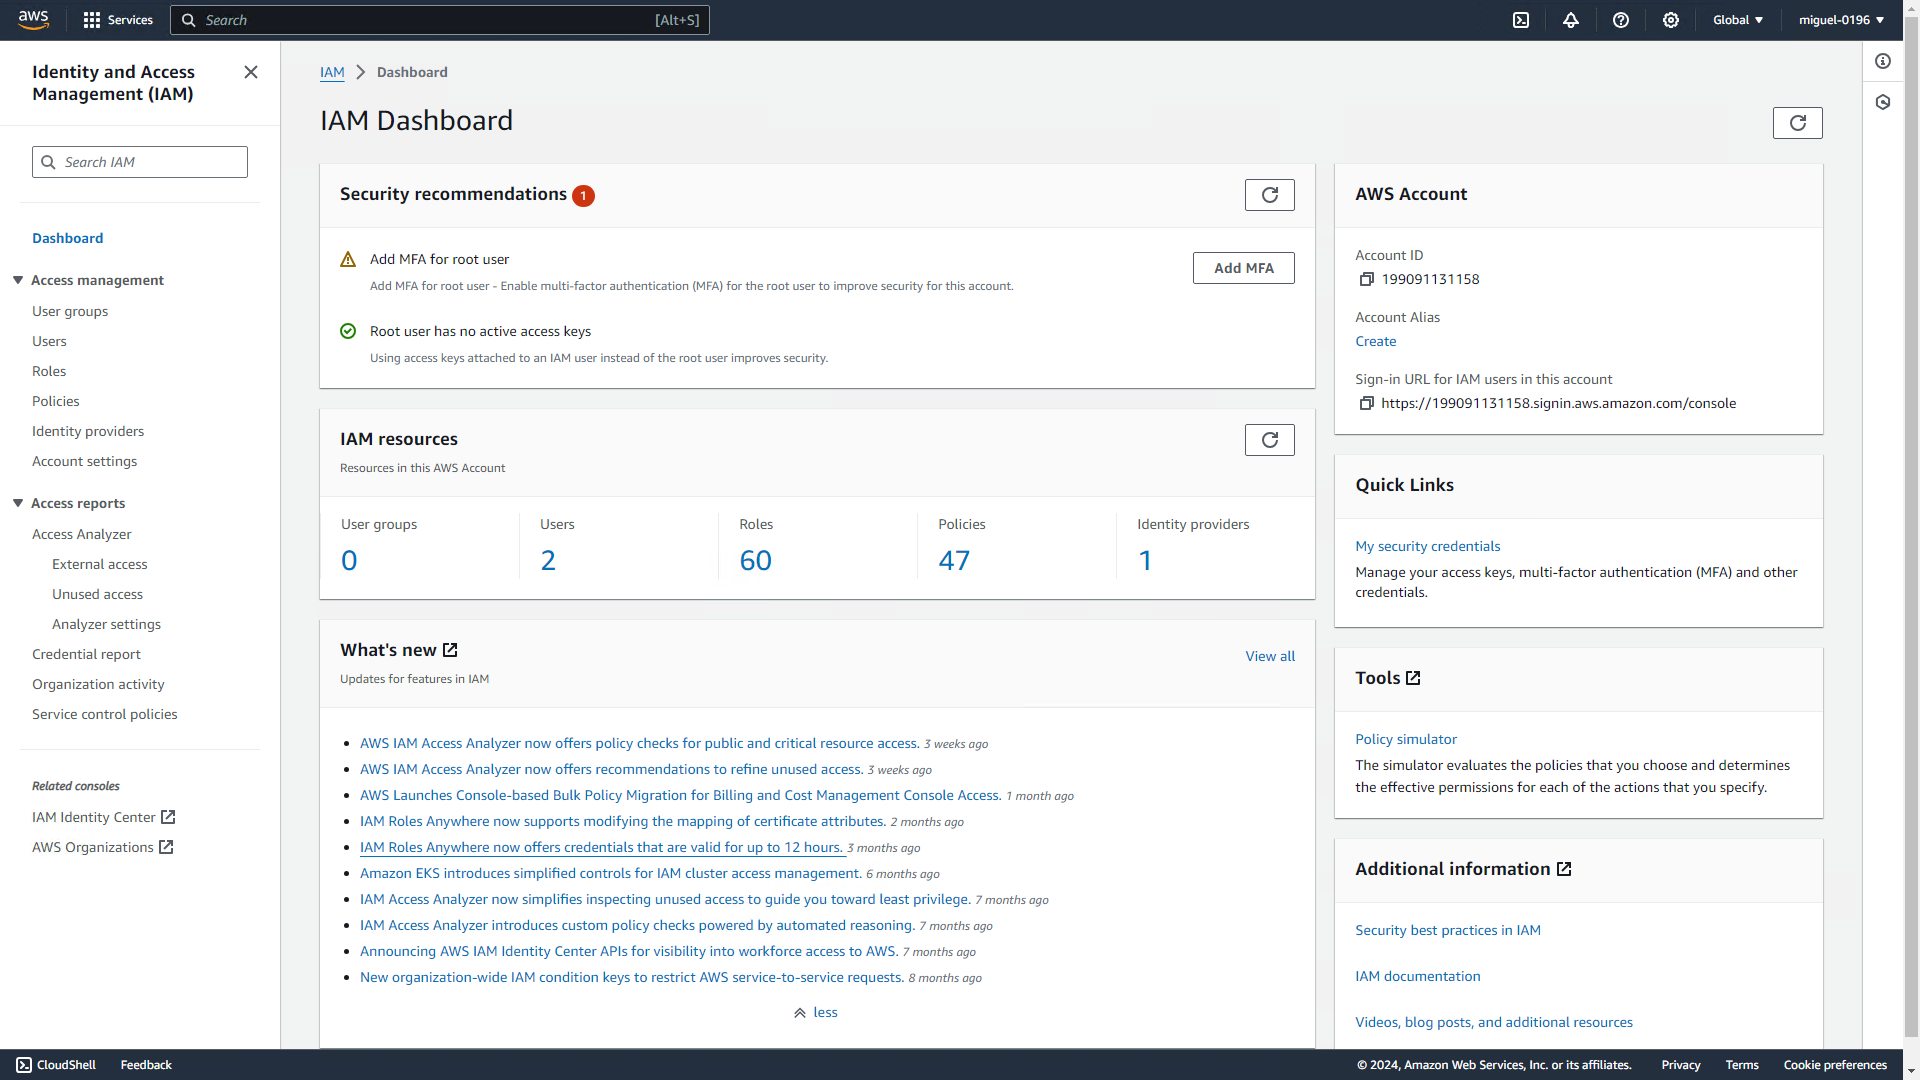 aws
Services
Search
[Alt+S]
Global
miguel-0196
Identity and Access
Management (IAM)
Search IAM
Dashboard
Access management
User groups
Users
Roles
Policies
Identity providers
Account settings
Access reports
Access Analyzer
External access
Unused access
Analyzer settings
Credential report
Organization activity
Service control policies
Related consoles
IAM Identity Center
AWS Organizations
IAM
Dashboard
IAM Dashboard
Security recommendations 1
Add MFA for root user
Add MFA for root user - Enable multi-factor authentication (MFA) for the root user to improve security for this account.
Add MFA
Root user has no active access keys
Using access keys attached to an IAM user instead of the root user improves security.
IAM resources
Resources in this AWS Account
User groups
0
Users
2
Roles
60
Policies
47
Identity providers
1
What's new
View all
Updates for features in IAM
AWS IAM Access Analyzer now offers policy checks for public and critical resource access. 3 weeks ago
AWS IAM Access Analyzer now offers recommendations to refine unused access. 3 weeks ago
AWS Launches Console-based Bulk Policy Migration for Billing and Cost Management Console Access. 1 month ago
IAM Roles Anywhere now supports modifying the mapping of certificate attributes. 2 months ago
IAM Roles Anywhere now offers credentials that are valid for up to 12 hours. 3 months ago
Amazon EKS introduces simplified controls for IAM cluster access management. 6 months ago
IAM Access Analyzer now simplifies inspecting unused access to guide you toward least privilege. 7 months ago
IAM Access Analyzer introduces custom policy checks powered by automated reasoning. 7 months ago
Announcing AWS IAM Identity Center APIs for visibility into workforce access to AWS. 7 months ago
New organization-wide IAM condition keys to restrict AWS service-to-service requests. 8 months ago
less
AWS Account
Account ID
199091131158
Account Alias
Create
Sign-in URL for IAM users in this account
https://199091131158.signin.aws.amazon.com/console
Quick Links
My security credentials
Manage your access keys, multi-factor authentication (MFA) and other
credentials.
Tools
Policy simulator
The simulator evaluates the policies that you choose and determines
the effective permissions for each of the actions that you specify.
Additional information
Security best practices in IAM
IAM documentation
Videos, blog posts, and additional resources
CloudShell
Feedback
© 2024, Amazon Web Services, Inc. or its affiliates.
Privacy
Terms
Cookie preferences